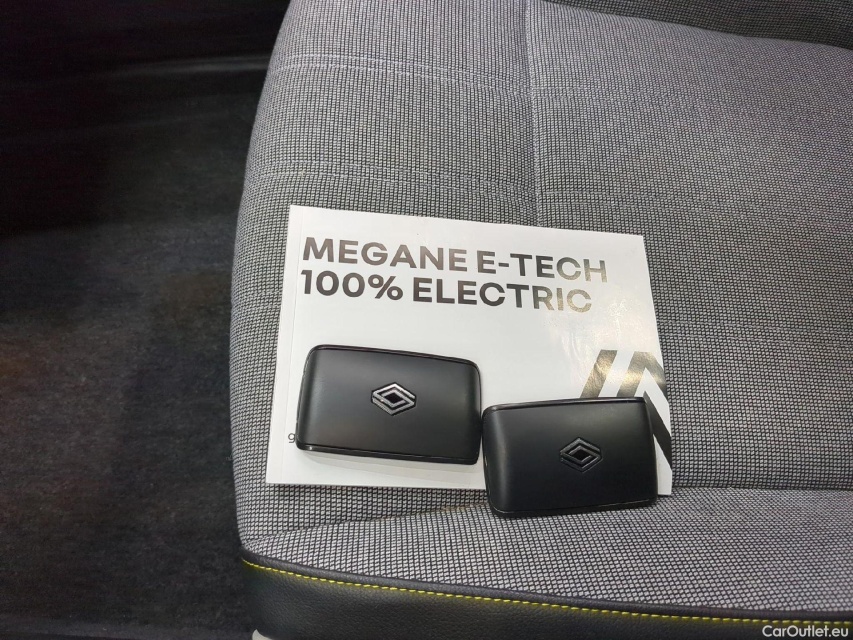 MEGANE E-TECH
100% ELECTRIC
g
CarOutlet.eu